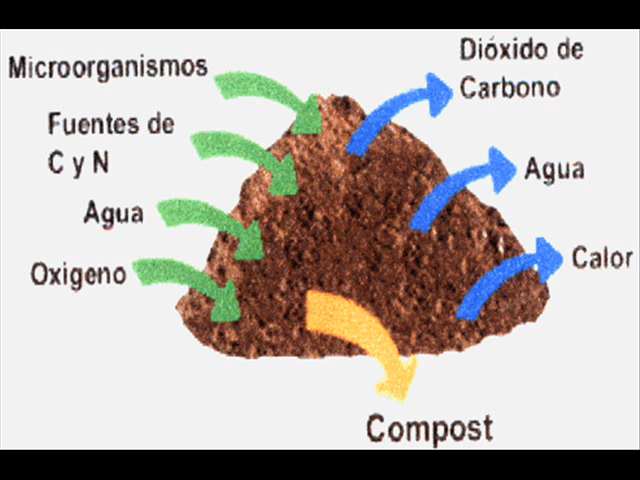 Microorganismos
Fuentes de
C y N
Agua
Oxigeno
Dióxido de
Carbono
Agua
Calor
Compost